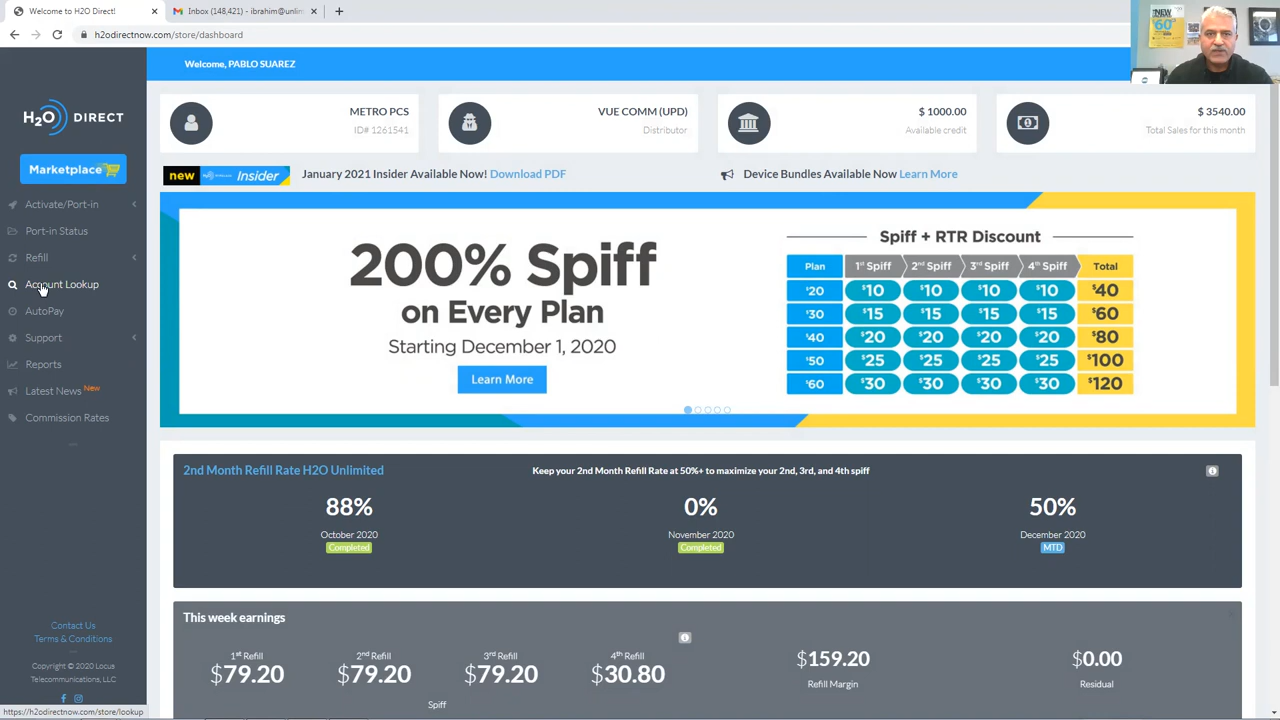 Welcome to H2O Direct!
Inbox (148,421) - ibrahim@unlim
h2odirectnow.com/store/dashboard
Welcome, PABLO SUAREZ
H2O DIRECT
Marketplace
Activate/Port-in
Port-in Status
Refill
Account Lookup
AutoPay
Support
Reports
Latest News New
Commission Rates
Contact Us
Terms & Conditions
Copyright © 2020 Locus
Telecommunications, LLC.
https://h2odirectnow.com/store/lookup
METRO PCS
ID# 1261541
VUE COMM (UPD)
Distributor
$ 1000.00
Available credit
$ 3540.00
Total Sales for this month
new Insider
January 2021 Insider Available Now! Download PDF
Device Bundles Available Now Learn More
200% Spiff
on Every Plan
Starting December 1, 2020
Learn More
Spiff + RTR Discount
Plan 1st Spiff 2nd Spiff 3rd Spiff 4th Spiff Total
$20 $10 $10 $10 $10 $40
$30 $15 $15 $15 $15 $60
$40 $20 $20 $20 $20 $80
$50 $25 $25 $25 $25 $100
$60 $30 $30 $30 $30 $120
2nd Month Refill Rate H2O Unlimited
Keep your 2nd Month Refill Rate at 50%+ to maximize your 2nd, 3rd, and 4th spiff
88% 0% 50%
October 2020 November 2020 December 2020
Completed Completed MTD
This week earnings
1st Refill 2nd Refill 3rd Refill 4th Refill
$79.20 $79.20 $79.20 $30.80
Spiff
$159.20
Refill Margin
$0.00
Residual